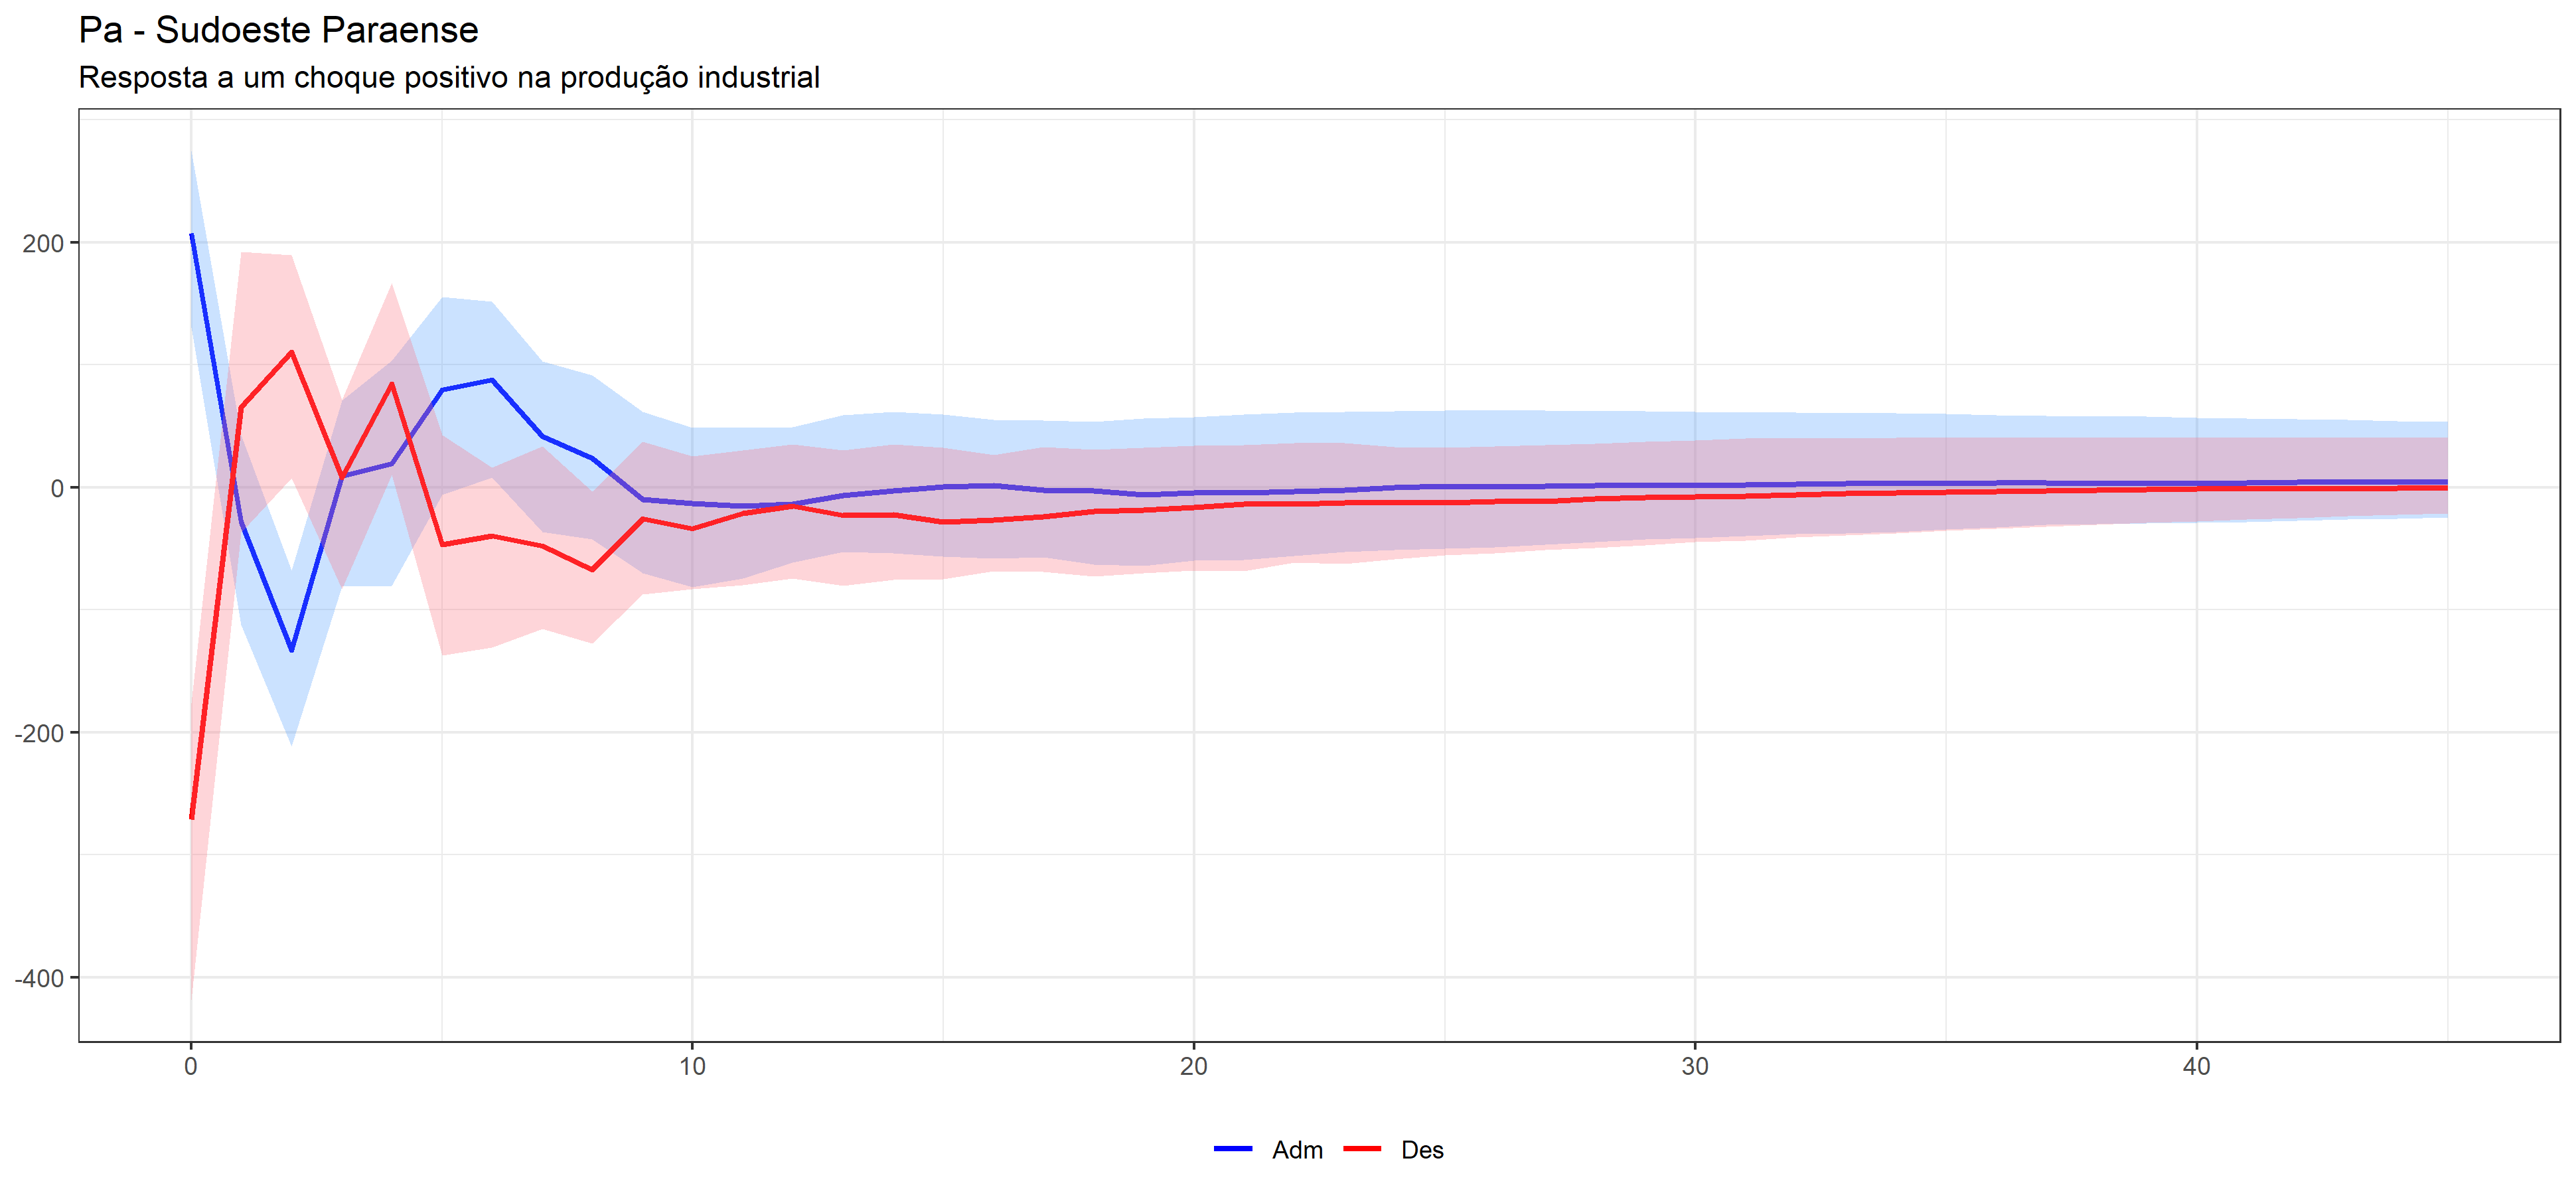 Pa - Sudoeste Paraense
Resposta a um choque positivo na produção industrial
200
0
-200
-400
0 10 20 30 40
Adm Des